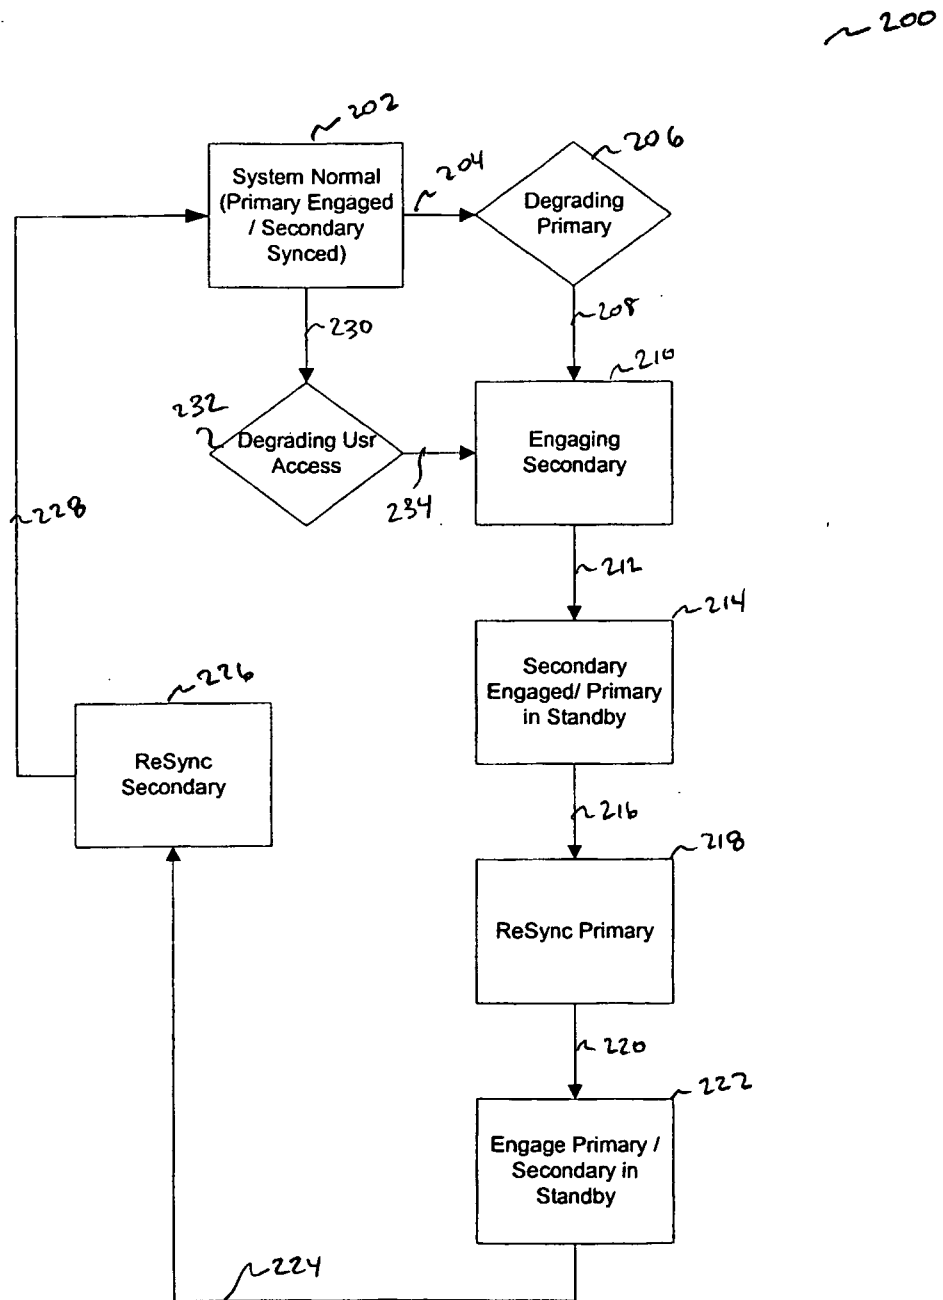 200
202
System Normal
(Primary Engaged
/ Secondary
Synced)
204
206
Degrading
Primary
230
208
210
232
Degrading Usr
Access
234
Engaging
Secondary
228
212
214
Secondary
Engaged/ Primary
in Standby
226
ReSync
Secondary
216
218
ReSync Primary
220
222
Engage Primary /
Secondary in
Standby
224